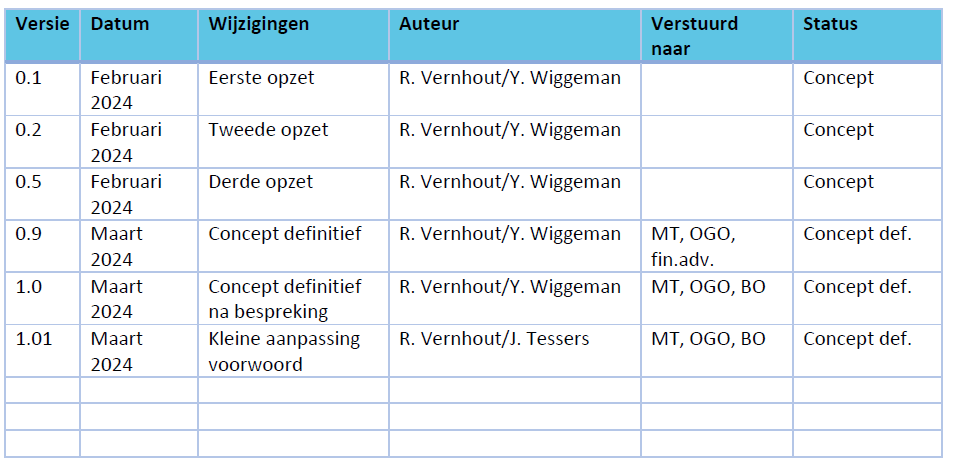 Versie Datum Wijzigingen Auteur Verstuurd naar Status
0.1 Februari 2024 Eerste opzet R. Vernhout/Y. Wiggeman Concept
0.2 Februari 2024 Tweede opzet R. Vernhout/Y. Wiggeman Concept
0.5 Februari 2024 Derde opzet R. Vernhout/Y. Wiggeman Concept
0.9 Maart 2024 Concept definitief R. Vernhout/Y. Wiggeman MT, OGO, fin.adv. Concept def.
1.0 Maart 2024 Concept definitief na bespreking R. Vernhout/Y. Wiggeman MT, OGO, BO Concept def.
1.01 Maart 2024 Kleine aanpassing voorwoord R. Vernhout/J. Tessers MT, OGO, BO Concept def.